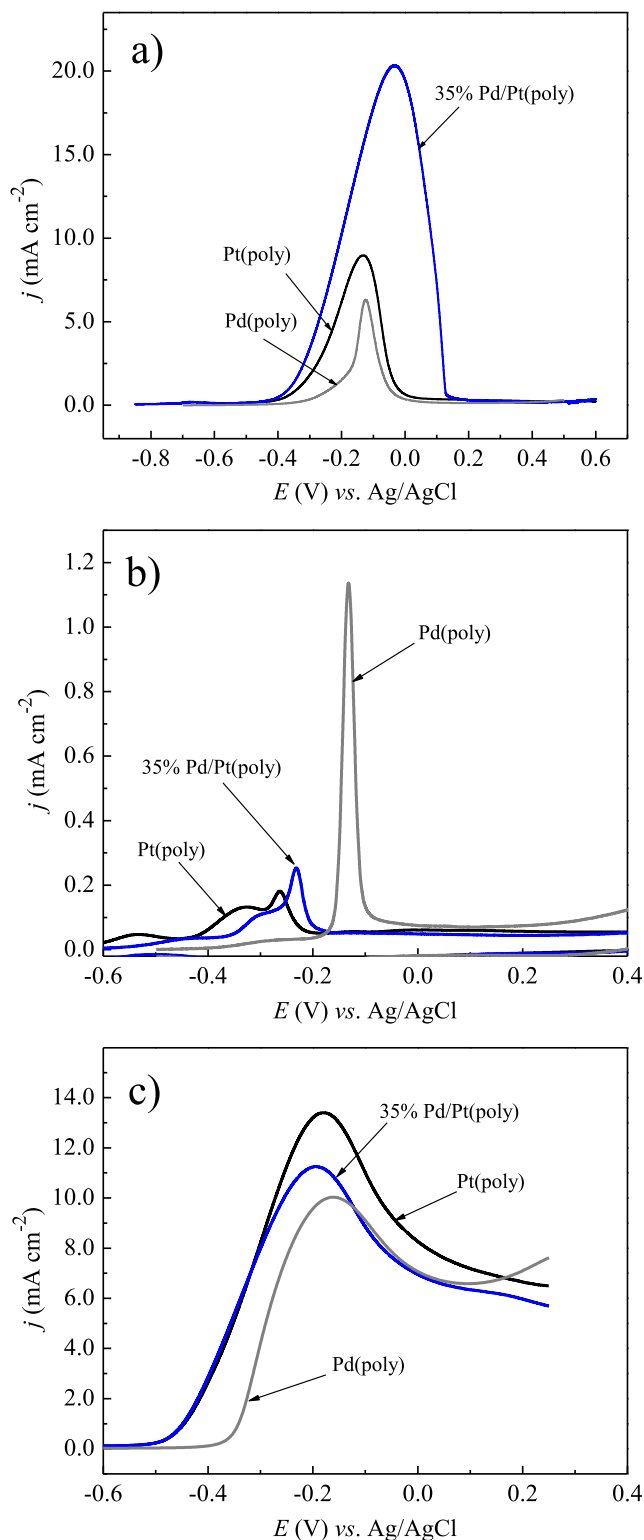 a)
20.0
15.0
10.0
5.0
0.0
j (mA cm-2)
35% Pd/Pt(poly)
Pt(poly)
Pd(poly)
-0.8 -0.6 -0.4 -0.2 0.0 0.2 0.4 0.6
E (V) vs. Ag/AgCl
b)
1.2
1.0
0.8
0.6
0.4
0.2
0.0
j (mA cm-2)
Pd(poly)
35% Pd/Pt(poly)
Pt(poly)
-0.6 -0.4 -0.2 0.0 0.2 0.4
E (V) vs. Ag/AgCl
c)
14.0
12.0
10.0
8.0
6.0
4.0
2.0
0.0
j (mA cm-2)
35% Pd/Pt(poly)
Pt(poly)
Pd(poly)
-0.6 -0.4 -0.2 0.0 0.2 0.4
E (V) vs. Ag/AgCl